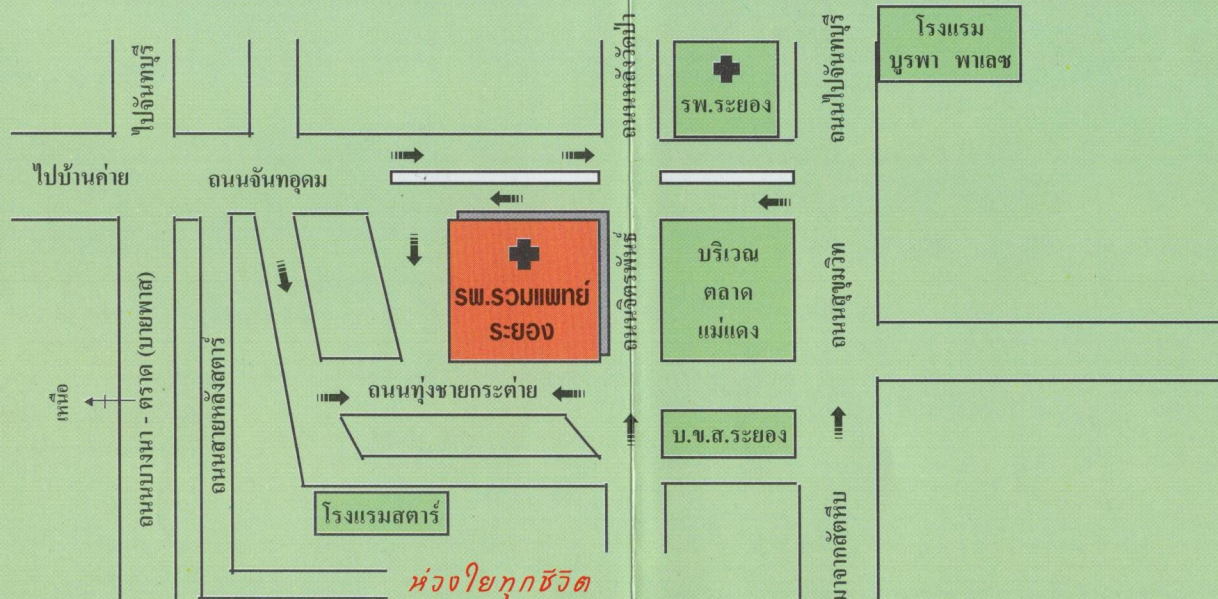 โรงแรม
บูรพา พาเลซ
ไปจันทบุรี
ถนนหลังวัดป่า
รพ.ระยอง
ถนนไปจันทบุรี
ไปบ้านค่าย
ถนนจันทอุดม
รพ.รวมแพทย์
ระยอง
ถนนจิตรพันธ์
บริเวณ
ตลาด
แม่แดง
ถนนสุขุมวิท
เหนือ
ถนนบางนา - ตราด (บายพาส)
ถนนสายหลังสตาร์
ถนนทุ่งชายกระต่าย
บ.ข.ส.ระยอง
โรงแรมสตาร์
มาจากสัตหีบ
ห่วงใยทุกชีวิต